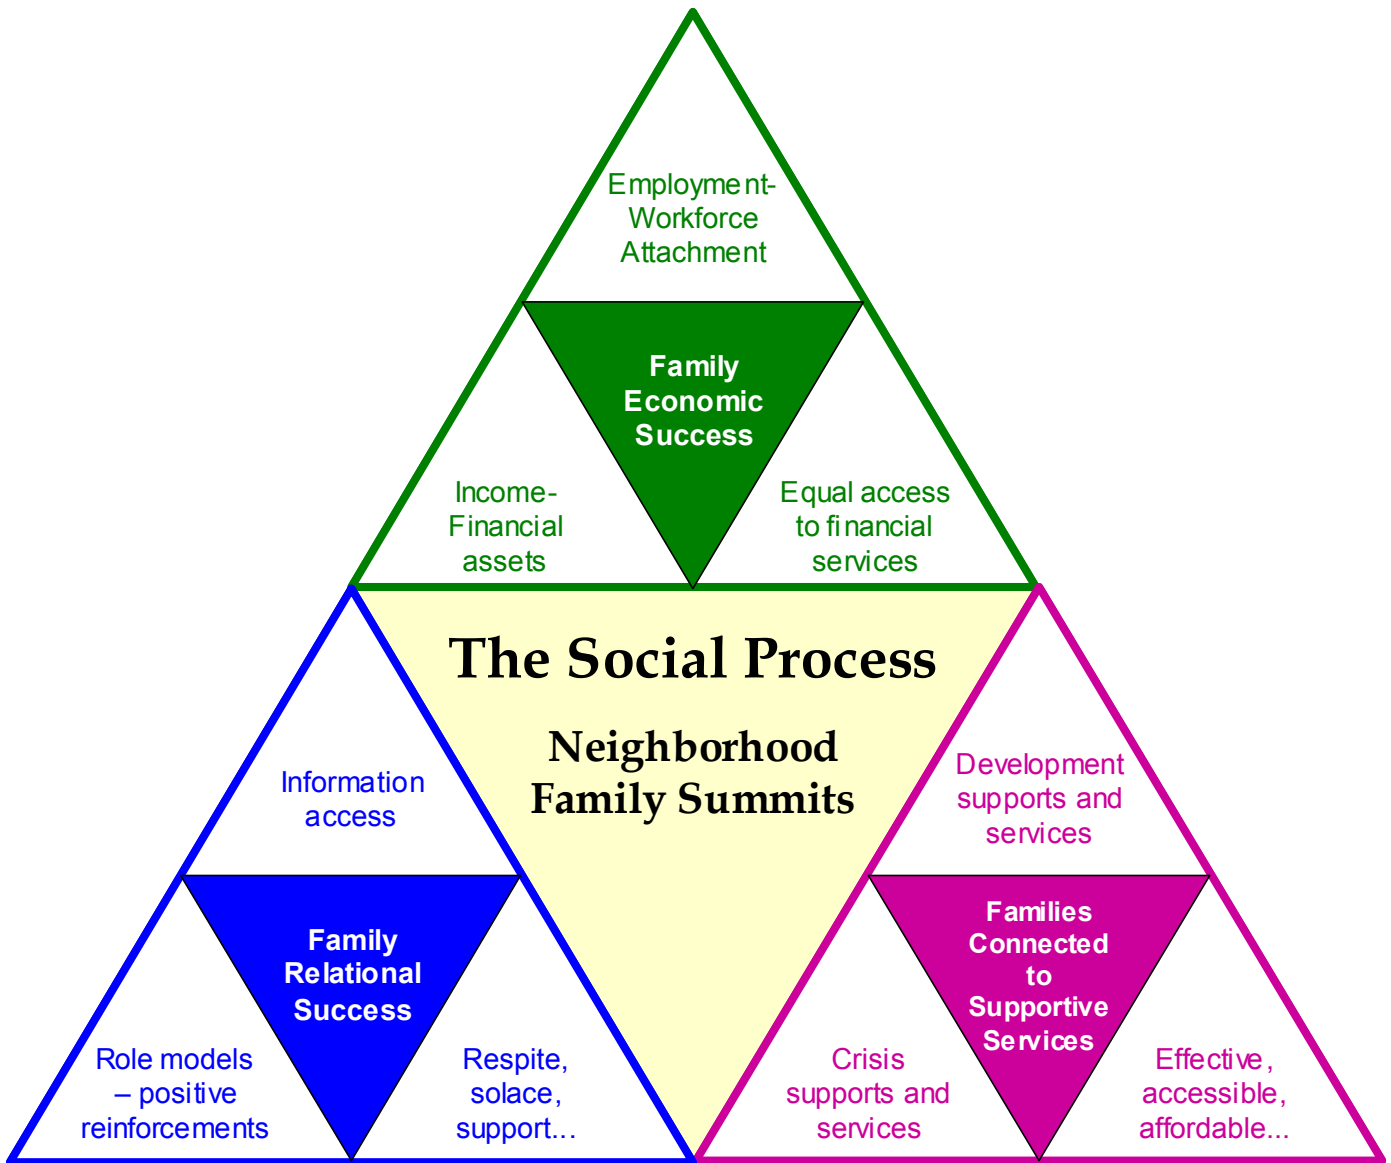 Employment-
Workforce
Attachment
Family
Economic
Success
Income-
Financial
assets
Equal access
to financial
services
The Social Process
Neighborhood
Family Summits
Information
access
Family
Relational
Success
Role models
– positive
reinforcements
Respite,
solace,
support...
Development
supports and
services
Families
Connected
to
Supportive
Services
Crisis
supports and
services
Effective,
accessible,
affordable...